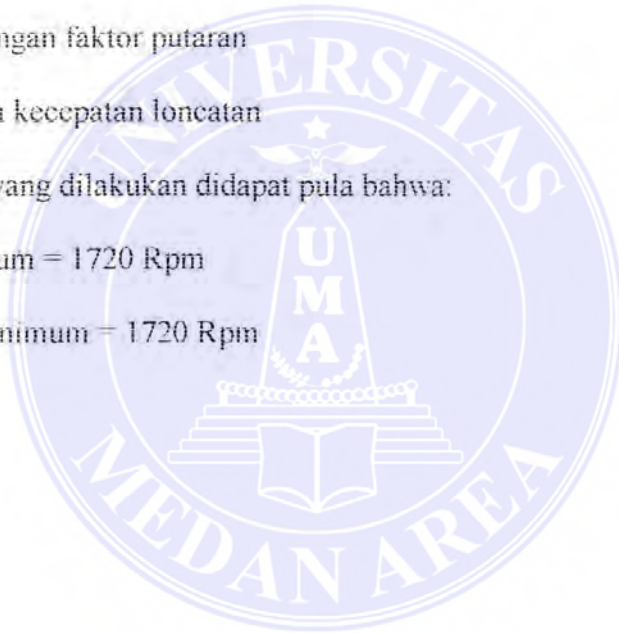 ngan faktor putaran
kecepatan loncatan
yang dilakukan didapat pula bahwa:
um = 1720 Rpm
nimum = 1720 Rpm
UNIVERSITAS
UMA
MEDAN AREA